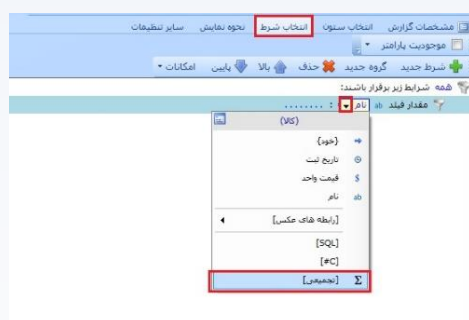 مشخصات گزارش انتخاب ستون انتخاب شرط نحوه نمایش سایر تنظیمات
موجودیت پارامتر
شرط جدید گروه جدید حذف بالا پایین امکانات
همه شرایط زیر برقرار باشند:
مقدار فیلد ab نام : ........
(کالا)
{خود}
تاریخ ثبت
قیمت واحد
ab نام
[رابطه های عکس]
[SQL]
[C#]
Σ [تجمیعی]